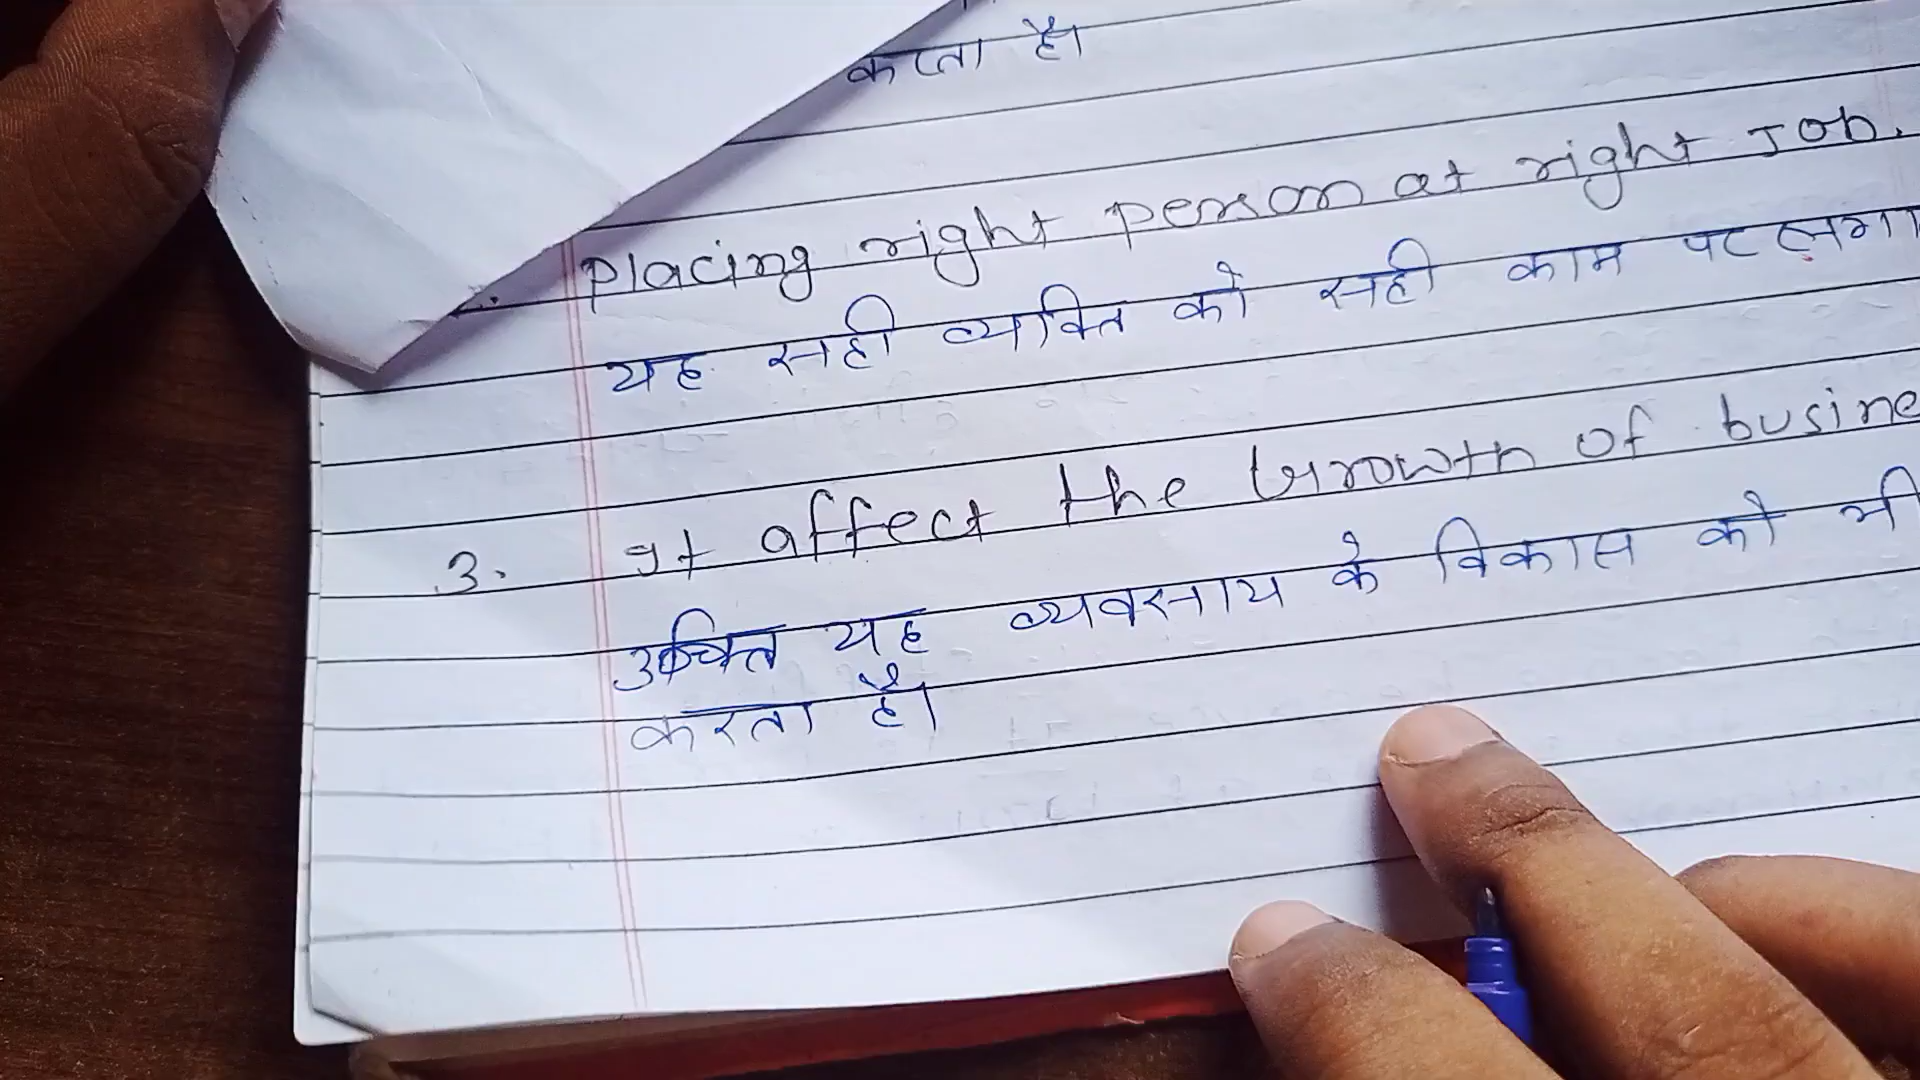 करता है।
Placing right person at right Job.
यह सही व्यक्ति को सही काम पर लगा
3. It affect the Growth of busine
यह व्यवसाय के विकास को भी
करता है।